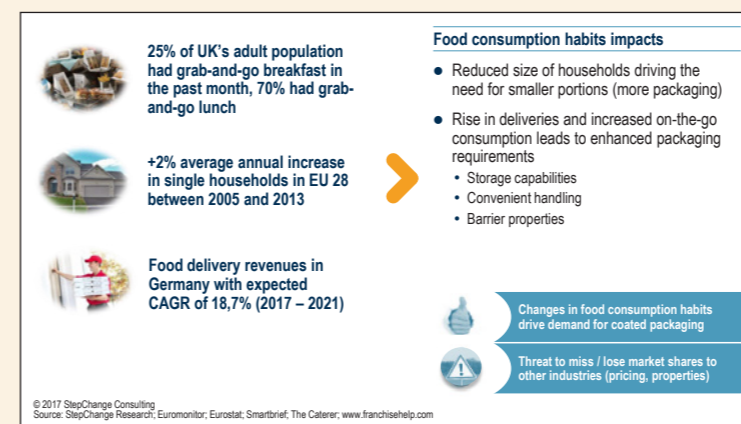 25% of UK's adult population
had grab-and-go breakfast in
the past month, 70% had grab-
and-go lunch
+2% average annual increase
in single households in EU 28
between 2005 and 2013
Food delivery revenues in
Germany with expected
CAGR of 18,7% (2017 – 2021)
Food consumption habits impacts
● Reduced size of households driving the
need for smaller portions (more packaging)
● Rise in deliveries and increased on-the-go
consumption leads to enhanced packaging
requirements
• Storage capabilities
• Convenient handling
• Barrier properties
Changes in food consumption habits
drive demand for coated packaging
Threat to miss / lose market shares to
other industries (pricing, properties)
© 2017 StepChange Consulting
Source: StepChange Research; Euromonitor; Eurostat; Smartbrief; The Caterer; www.franchisehelp.com